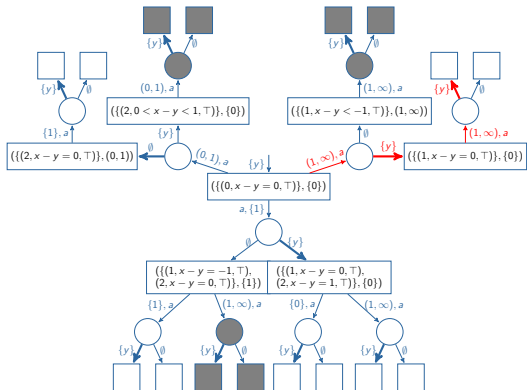 {y} ∅ {y} ∅
{y} ∅ (0, 1), a (1, ∞), a {y} ∅
({(2, 0 < x − y < 1, ⊤)}, {0}) ({(1, x − y < −1, ⊤)}, (1, ∞))
{1}, a {y} ∅ (1, ∞), a
({(2, x − y = 0, ⊤)}, (0, 1)) ∅ {y} ({(1, x − y = 0, ⊤)}, {0})
(0, 1), a {y} (1, ∞), a
({(0, x − y = 0, ⊤)}, {0})
a, {1}
∅ {y}
({(1, x − y = −1, ⊤), ({(1, x − y = 0, ⊤),
(2, x − y = 0, ⊤)}, {1}) (2, x − y = 1, ⊤)}, {0})
{1}, a (1, ∞), a {0}, a (1, ∞), a
{y} ∅ {y} ∅ {y} ∅ {y} ∅